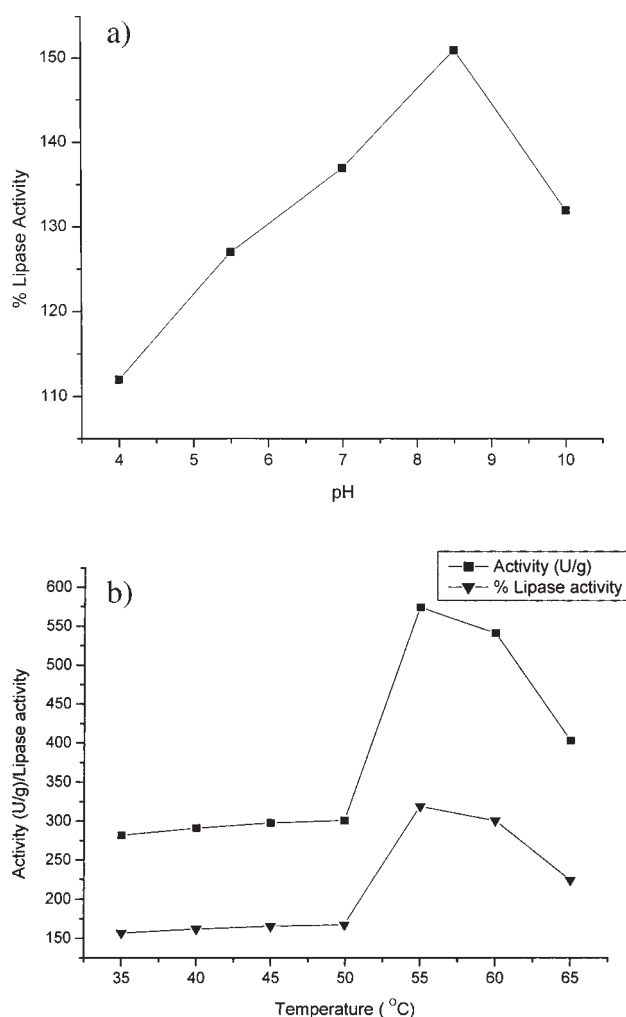 a)
% Lipase Activity
150
140
130
120
110
4 5 6 7 8 9 10
pH
b)
Activity (U/g)
% Lipase activity
Activity (U/g)/Lipase activity
600
550
500
450
400
350
300
250
200
150
35 40 45 50 55 60 65
Temperature ( °C)